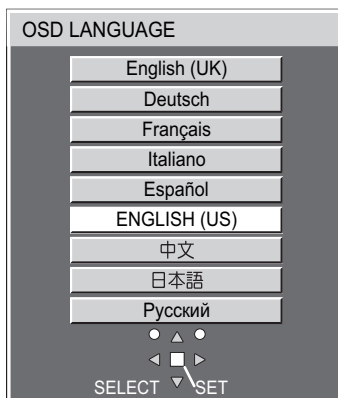 OSD LANGUAGE
English (UK)
Deutsch
Français
Italiano
Español
ENGLISH (US)
中文
日本語
Русский
SELECT SET